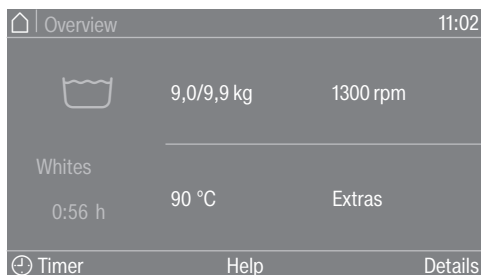 Overview 11:02
9,0/9,9 kg 1300 rpm
Whites
0:56 h
90 °C Extras
Timer Help Details